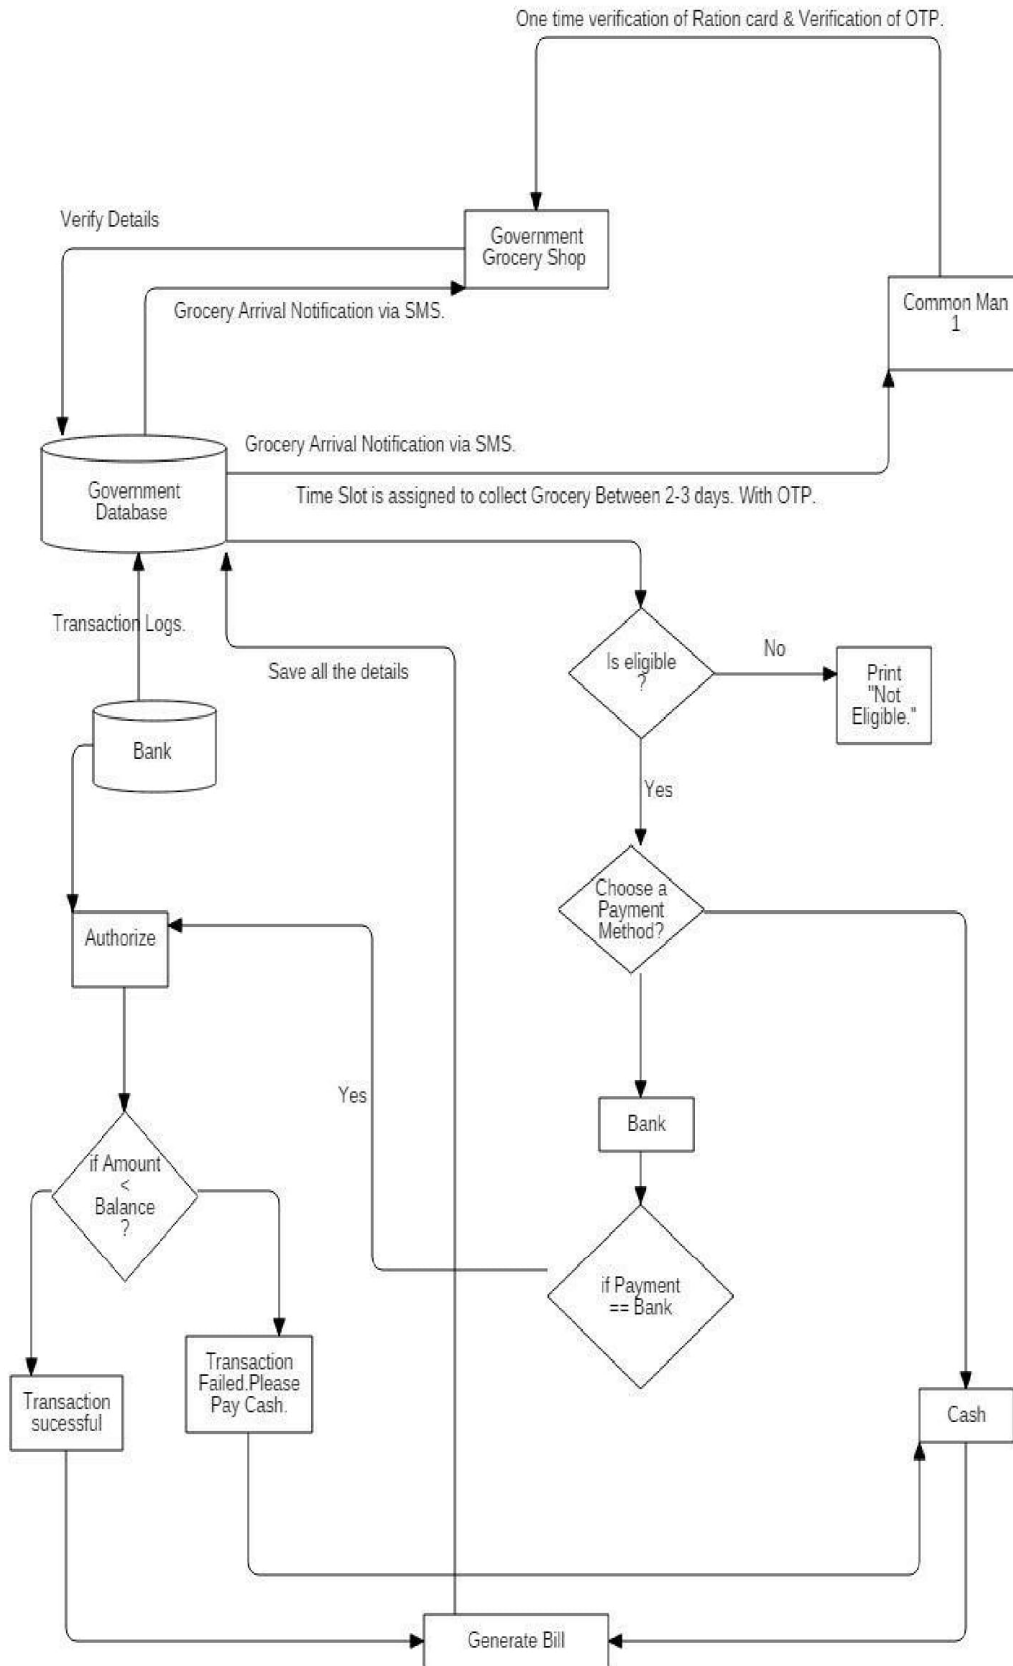 One time verification of Ration card & Verification of OTP.
Verify Details
Government
Grocery Shop
Grocery Arrival Notification via SMS.
Common Man
1
Grocery Arrival Notification via SMS.
Government
Database
Time Slot is assigned to collect Grocery Between 2-3 days. With OTP.
Transaction Logs.
Save all the details
Is eligible
?
No
Print
"Not
Eligible."
Bank
Yes
Choose a
Payment
Method?
Authorize
Yes
Bank
if Amount
<
Balance
?
if Payment
== Bank
Transaction
Failed.Please
Pay Cash.
Transaction
sucessful
Cash
Generate Bill